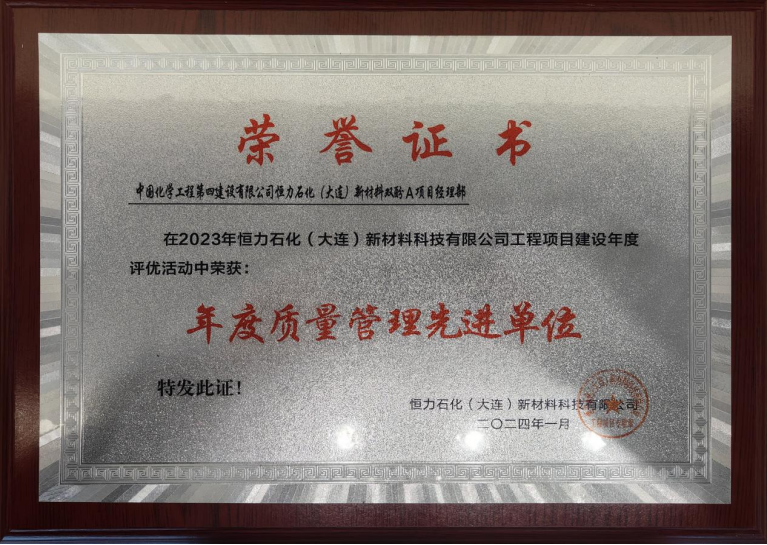 荣誉证书
中国化学工程第四建设有限公司恒力石化（大连）新材料双酚A项目经理部
在2023年恒力石化（大连）新材料科技有限公司工程项目建设年度
评优活动中荣获：
年度质量管理先进单位
特发此证！
恒力石化（大连）新材料科技有限公司
二〇二四年一月